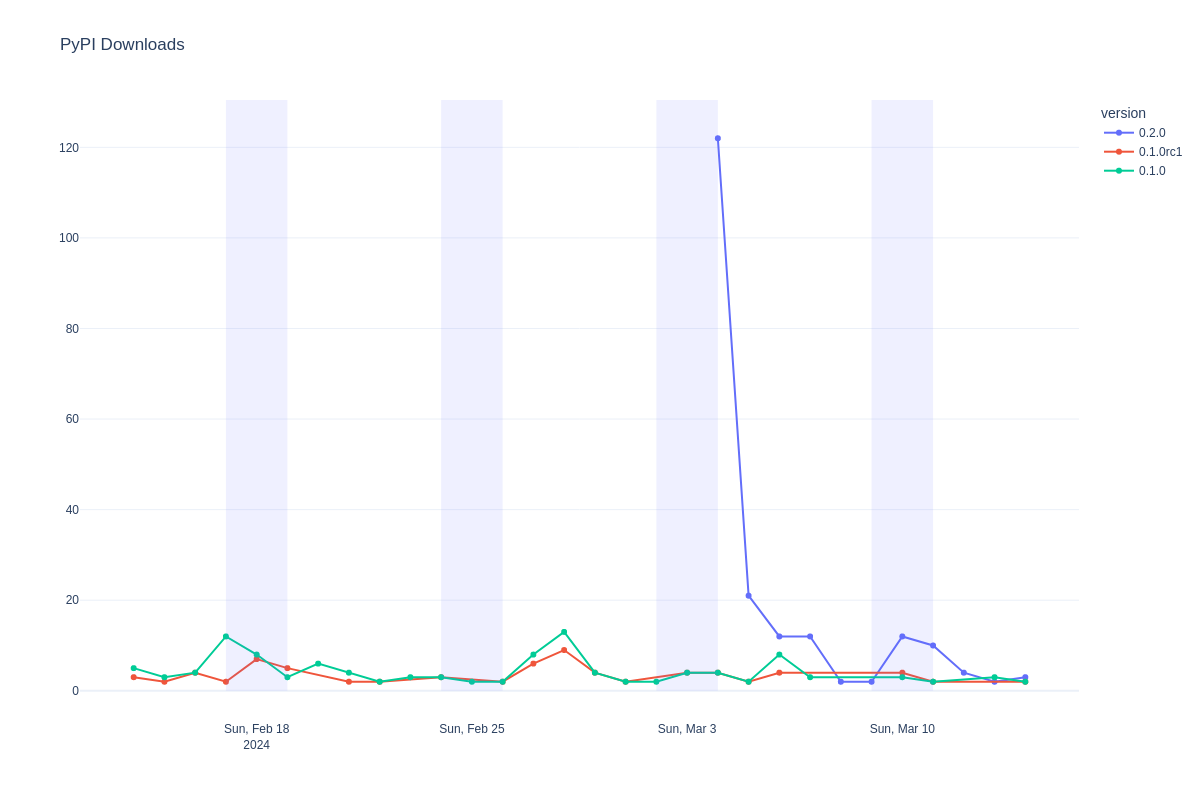 PyPI Downloads
version
0.2.0
0.1.0rc1
0.1.0
120
100
80
60
40
20
0
Sun, Feb 18
2024
Sun, Feb 25
Sun, Mar 3
Sun, Mar 10